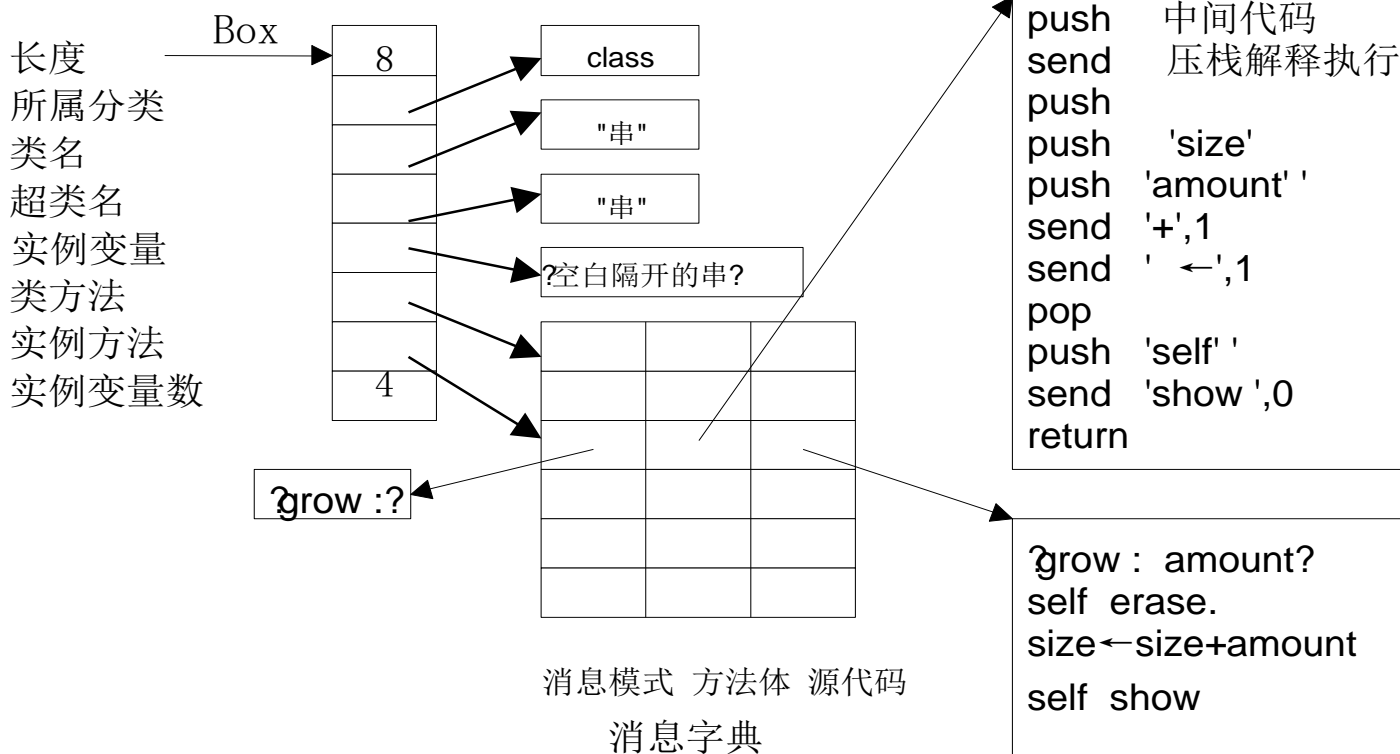 Box
长度
所属分类
类名
超类名
实例变量
类方法
实例方法
实例变量数
8
4
class
"串"
"串"
?空白隔开的串?
?grow :?
消息模式 方法体 源代码
消息字典
push 中间代码
send 压栈解释执行
push
push 'size'
push 'amount' '
send '+',1
send ' ←',1
pop
push 'self' '
send 'show ',0
return
?grow : amount?
self erase.
size←size+amount
self show